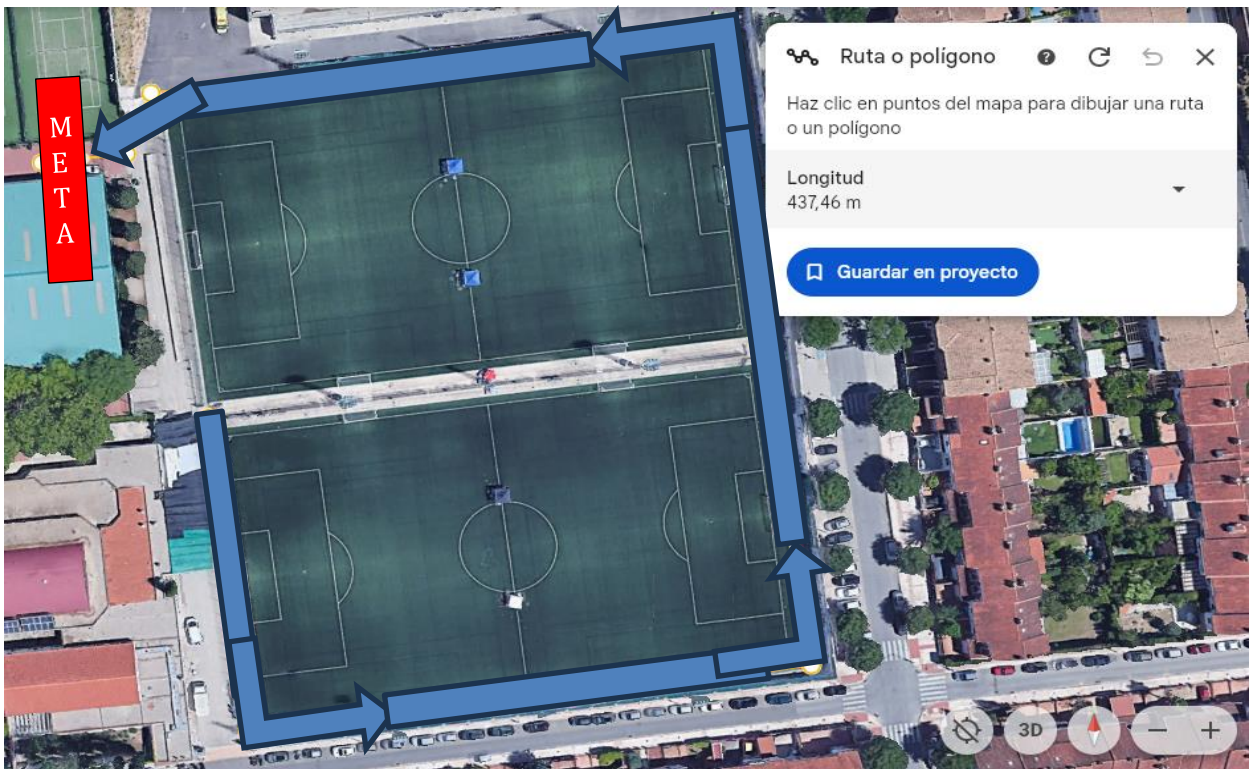 M
E
T
A
Ruta o polígono
Haz clic en puntos del mapa para dibujar una ruta
o un polígono
Longitud
437,46 m
Guardar en proyecto
3D